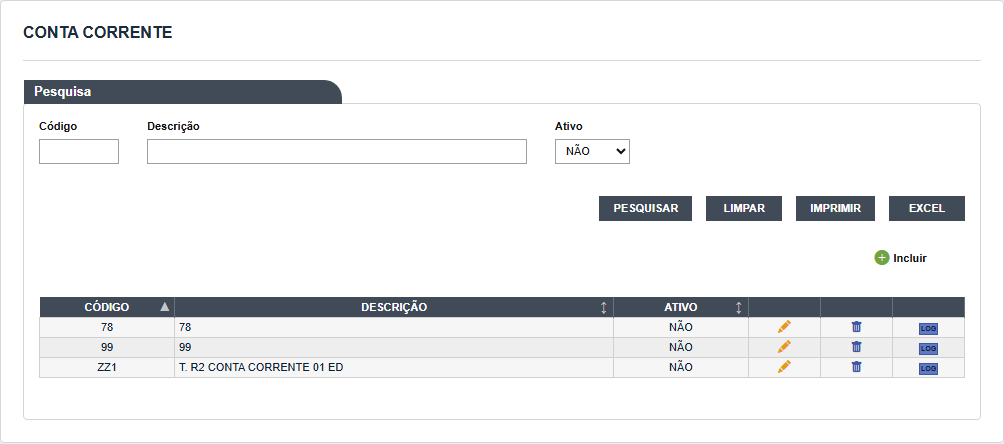 CONTA CORRENTE
Pesquisa
Código Descrição Ativo
NÃO
PESQUISAR LIMPAR IMPRIMIR EXCEL
Incluir
CÓDIGO DESCRIÇÃO ATIVO
78 78 NÃO LOG
99 99 NÃO LOG
ZZ1 T. R2 CONTA CORRENTE 01 ED NÃO LOG